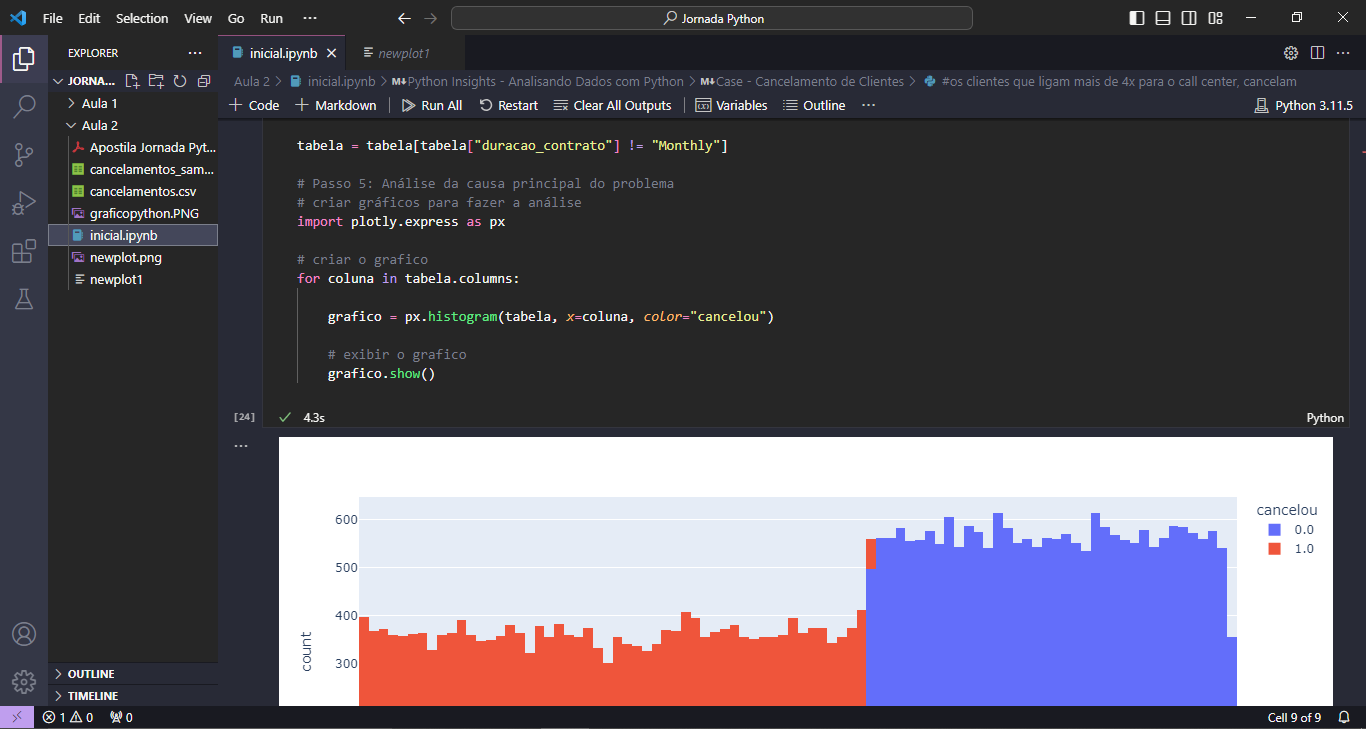 File Edit Selection View Go Run ··· Jornada Python
EXPLORER ···
JORNA...
Aula 1
Aula 2
Apostila Jornada Pyt...
cancelamentos_sam...
cancelamentos.csv
graficopython.PNG
inicial.ipynb
newplot.png
newplot1
OUTLINE
TIMELINE
inicial.ipynb newplot1
Aula 2 > inicial.ipynb > Python Insights - Analisando Dados com Python > Case - Cancelamento de Clientes > #os clientes que ligam mais de 4x para o call center, cancelam
Code Markdown Run All Restart Clear All Outputs Variables Outline ··· Python 3.11.5
tabela = tabela[tabela["duracao_contrato"] != "Monthly"]
# Passo 5: Análise da causa principal do problema
# criar gráficos para fazer a análise
import plotly.express as px
# criar o grafico
for coluna in tabela.columns:
grafico = px.histogram(tabela, x=coluna, color="cancelou")
# exibir o grafico
grafico.show()
[24] 4.3s Python
···
cancelou
0.0
1.0
600
500
400
300
count
1 0 0 Cell 9 of 9